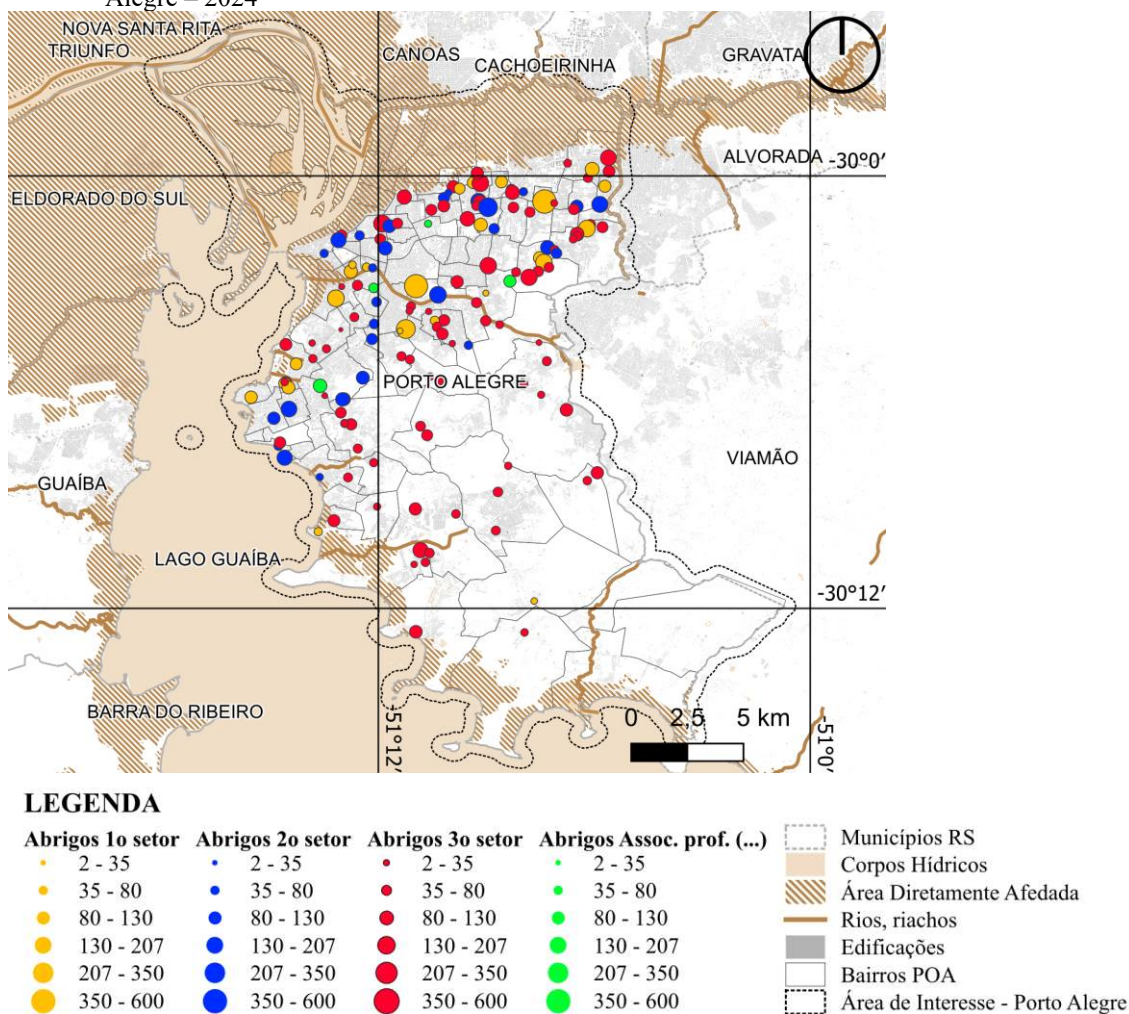 Alegre – 2024
NOVA SANTA RITA
TRIUNFO
CANOAS
CACHOEIRINHA
GRAVATA
ALVORADA
-30°0'
ELDORADO DO SUL
PORTO ALEGRE
VIAMÃO
GUAÍBA
LAGO GUAÍBA
-30°12'
BARRA DO RIBEIRO
-51°12'
0 2,5 5 km
-51°0'
LEGENDA
Abrigos 1o setor Abrigos 2o setor Abrigos 3o setor Abrigos Assoc. prof. (...)
2 - 35 2 - 35 2 - 35 2 - 35
35 - 80 35 - 80 35 - 80 35 - 80
80 - 130 80 - 130 80 - 130 80 - 130
130 - 207 130 - 207 130 - 207 130 - 207
207 - 350 207 - 350 207 - 350 207 - 350
350 - 600 350 - 600 350 - 600 350 - 600
Municípios RS
Corpos Hídricos
Área Diretamente Afedada
Rios, riachos
Edificações
Bairros POA
Área de Interesse - Porto Alegre